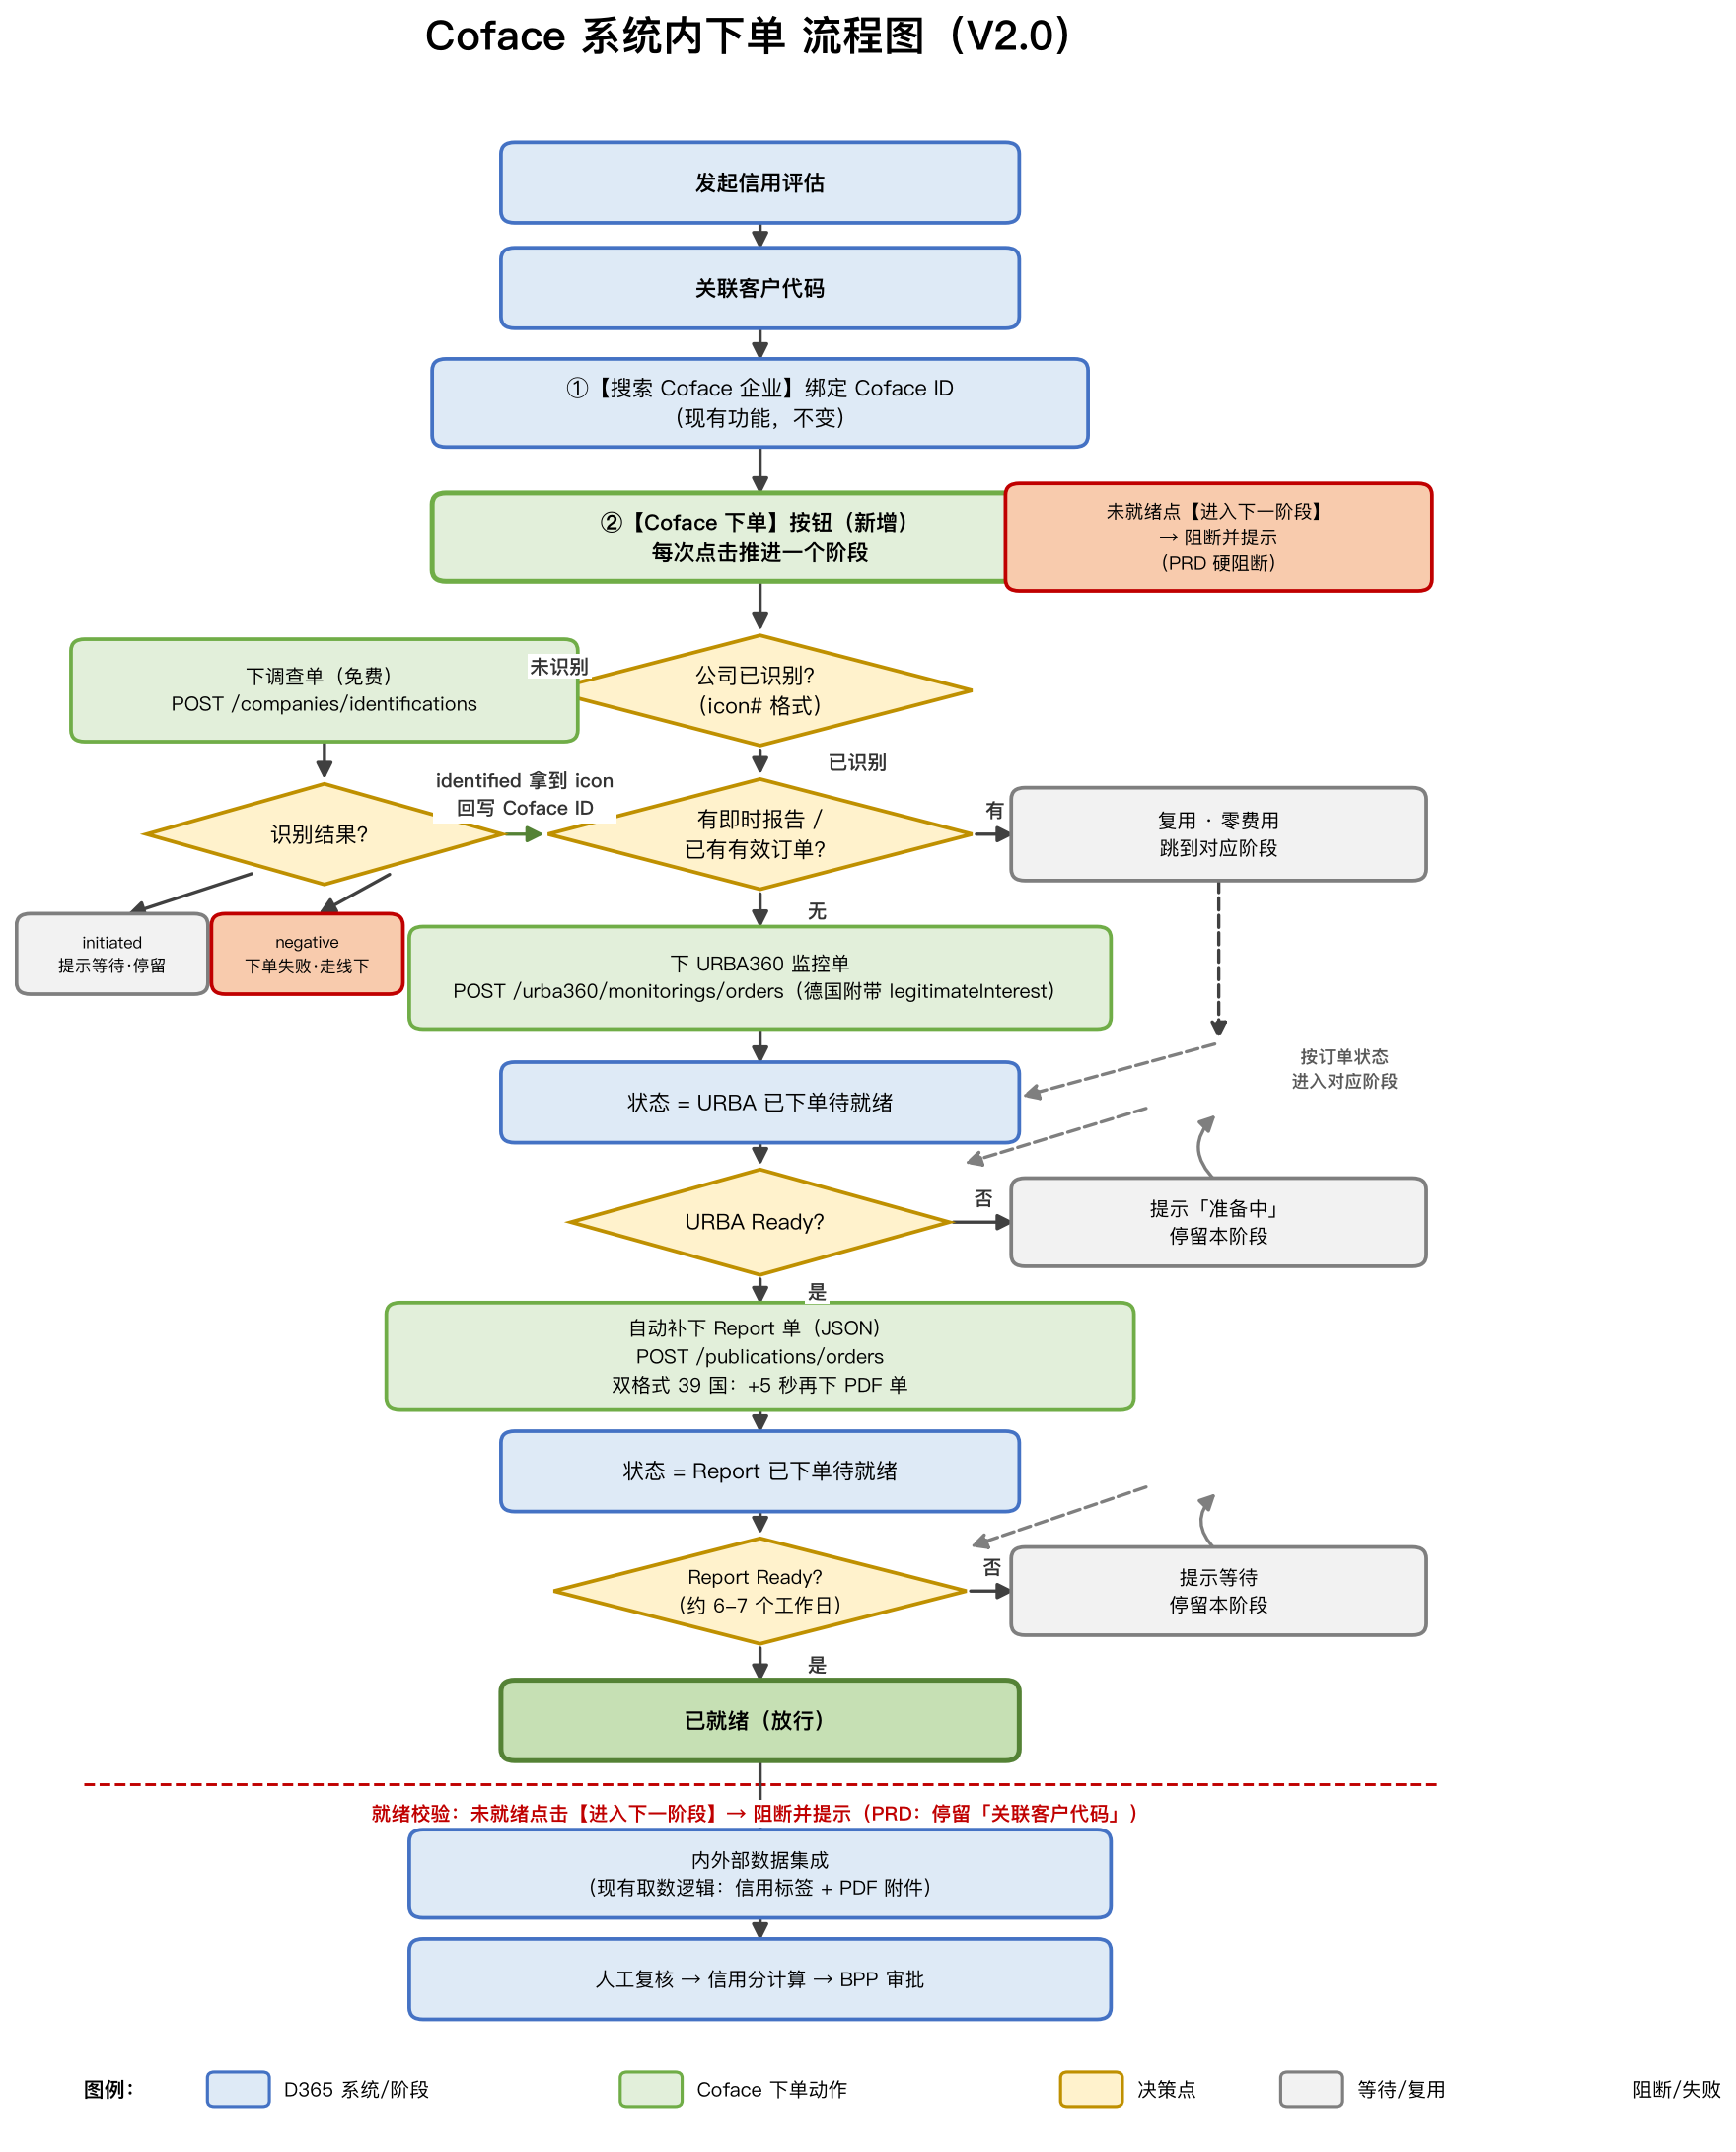 Coface 系统内下单 流程图（V2.0）
发起信用评估
关联客户代码
①【搜索 Coface 企业】绑定 Coface ID
（现有功能，不变）
②【Coface 下单】按钮（新增）
每次点击推进一个阶段
未就绪点【进入下一阶段】
→ 阻断并提示
（PRD 硬阻断）
下调查单（免费）
POST /companies/identifications
未识别
公司已识别？
（icon# 格式）
已识别
identified 拿到 icon
回写 Coface ID
识别结果？
有即时报告 /
已有有效订单？
有
复用 · 零费用
跳到对应阶段
无
initiated
提示等待·停留
negative
下单失败·走线下
下 URBA360 监控单
POST /urba360/monitorings/orders（德国附带 legitimateInterest）
按订单状态
进入对应阶段
状态 = URBA 已下单待就绪
URBA Ready?
否
提示「准备中」
停留本阶段
是
自动补下 Report 单（JSON）
POST /publications/orders
双格式 39 国：+5 秒再下 PDF 单
状态 = Report 已下单待就绪
Report Ready?
（约 6–7 个工作日）
否
提示等待
停留本阶段
是
已就绪（放行）
就绪校验：未就绪点击【进入下一阶段】→ 阻断并提示（PRD：停留「关联客户代码」）
内外部数据集成
（现有取数逻辑：信用标签 + PDF 附件）
人工复核 → 信用分计算 → BPP 审批
图例：
D365 系统/阶段
Coface 下单动作
决策点
等待/复用
阻断/失败